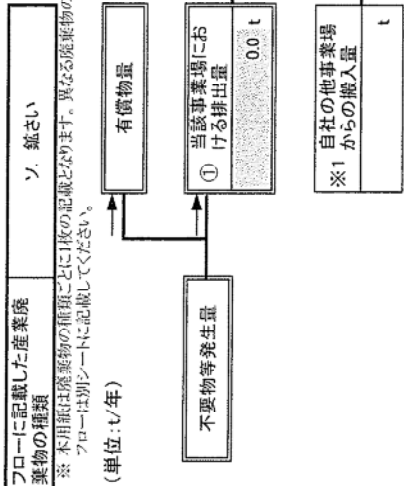 フローに記載した産業廃
棄物の種類
ソ. 鉱さい
※ 本用紙は廃棄物の種類ごとに1枚の記載となります。異なる廃棄物の
フローは別シートに記載してください。
(単位:t/年)
不要物等発生量
有償物量
①
当該事業場にお
ける排出量
0.0 t
※1
自社の他事業場
からの搬入量
t